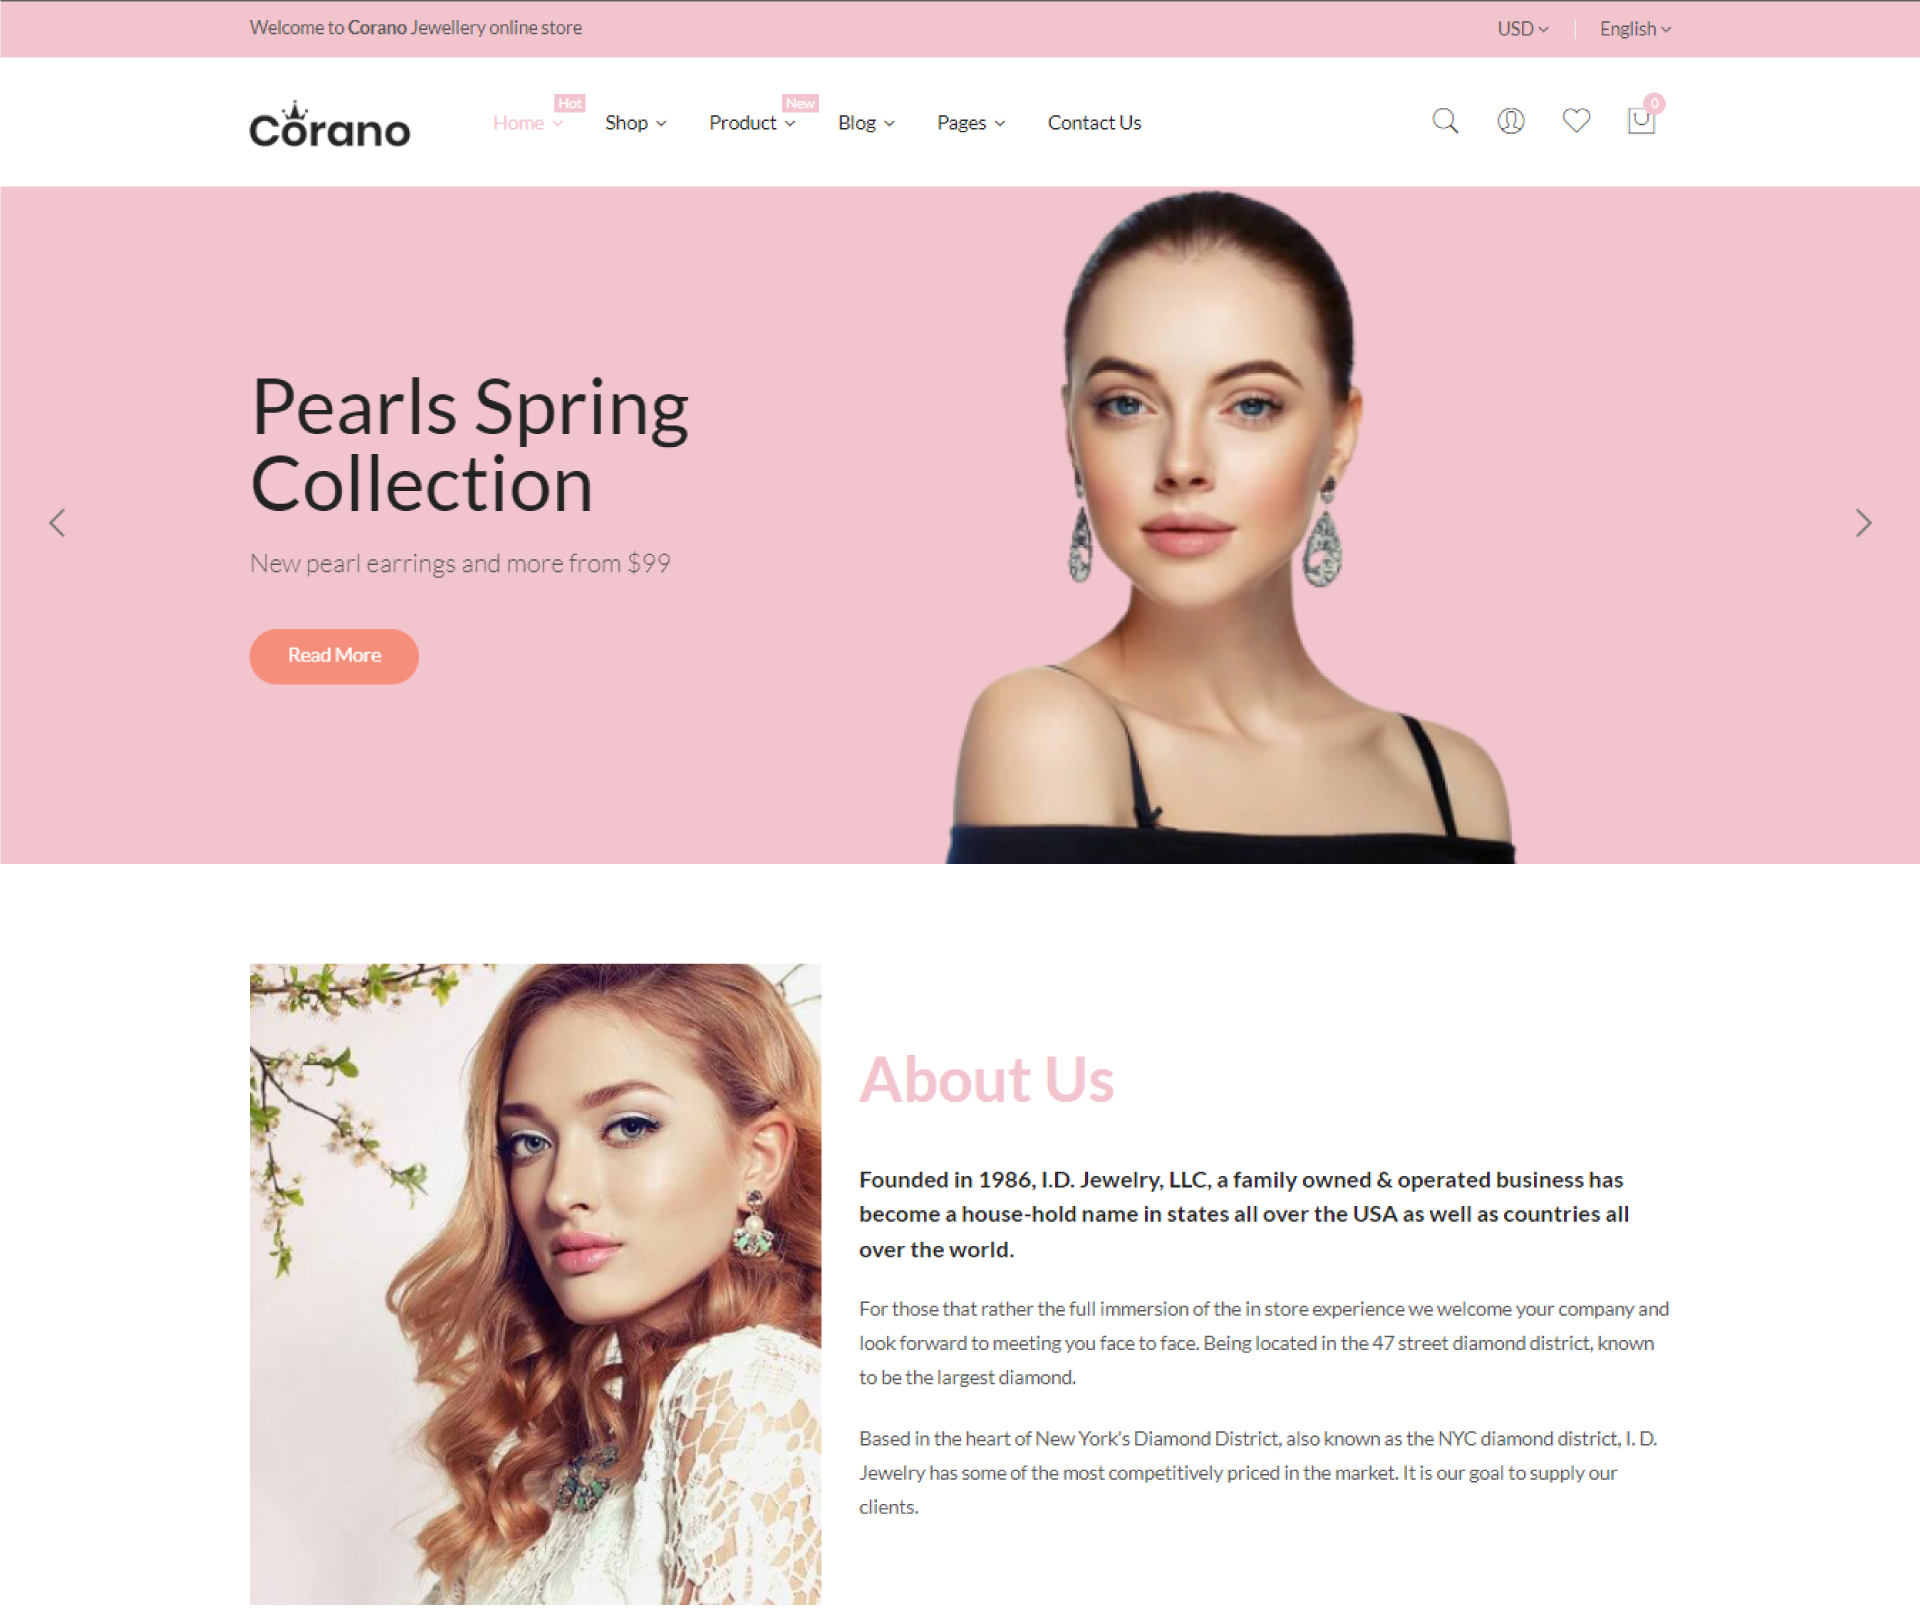 Welcome to Corano Jewellery online store
USD
English
Corano
Home
Hot
Shop
Product
New
Blog
Pages
Contact Us
0
Pearls Spring
Collection
New pearl earrings and more from $99
Read More
About Us
Founded in 1986, I.D. Jewelry, LLC, a family owned & operated business has
become a house-hold name in states all over the USA as well as countries all
over the world.
For those that rather the full immersion of the in store experience we welcome your company and
look forward to meeting you face to face. Being located in the 47 street diamond district, known
to be the largest diamond.
Based in the heart of New York's Diamond District, also known as the NYC diamond district, I. D.
Jewelry has some of the most competitively priced in the market. It is our goal to supply our
clients.